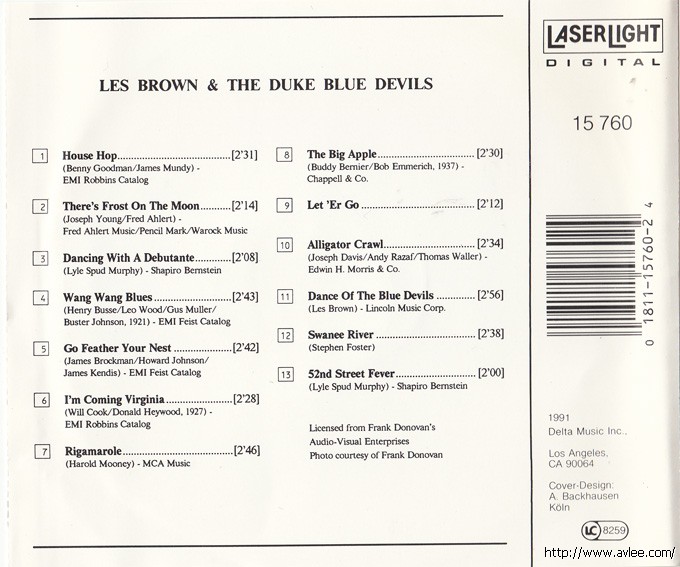 LES BROWN & THE DUKE BLUE DEVILS
1 House Hop........................................[2'31]
(Benny Goodman/James Mundy) -
EMI Robbins Catalog
2 There's Frost On The Moon...........[2'14]
(Joseph Young/Fred Ahlert) -
Fred Ahlert Music/Pencil Mark/Warock Music
3 Dancing With A Debutante............[2'08]
(Lyle Spud Murphy) - Shapiro Bernstein
4 Wang Wang Blues..........................[2'43]
(Henry Busse/Leo Wood/Gus Muller/
Buster Johnson, 1921) - EMI Feist Catalog
5 Go Feather Your Nest ....................[2'42]
(James Brockman/Howard Johnson/
James Kendis) - EMI Feist Catalog
6 I'm Coming Virginia........................[2'28]
(Will Cook/Donald Heywood, 1927) -
EMI Robbins Catalog
7 Rigamarole.......................................[2'46]
(Harold Mooney) - MCA Music
8 The Big Apple.................................. [2'30]
(Buddy Bernier/Bob Emmerich, 1937) -
Chappell & Co.
9 Let 'Er Go ........................................ [2'12]
10 Alligator Crawl................................ [2'34]
(Joseph Davis/Andy Razaf/Thomas Waller) -
Edwin H. Morris & Co.
11 Dance Of The Blue Devils .............. [2'56]
(Les Brown) - Lincoln Music Corp.
12 Swanee River ................................... [2'38]
(Stephen Foster)
13 52nd Street Fever............................ [2'00]
(Lyle Spud Murphy) - Shapiro Bernstein
Licensed from Frank Donovan's
Audio-Visual Enterprises
Photo courtesy of Frank Donovan
LASERLIGHT
DIGITAL
15 760
0 1811-15760-2 4
1991
Delta Music Inc.,
Los Angeles,
CA 90064
Cover-Design:
A. Backhausen
Köln
LC 8259
http://www.avlee.com/